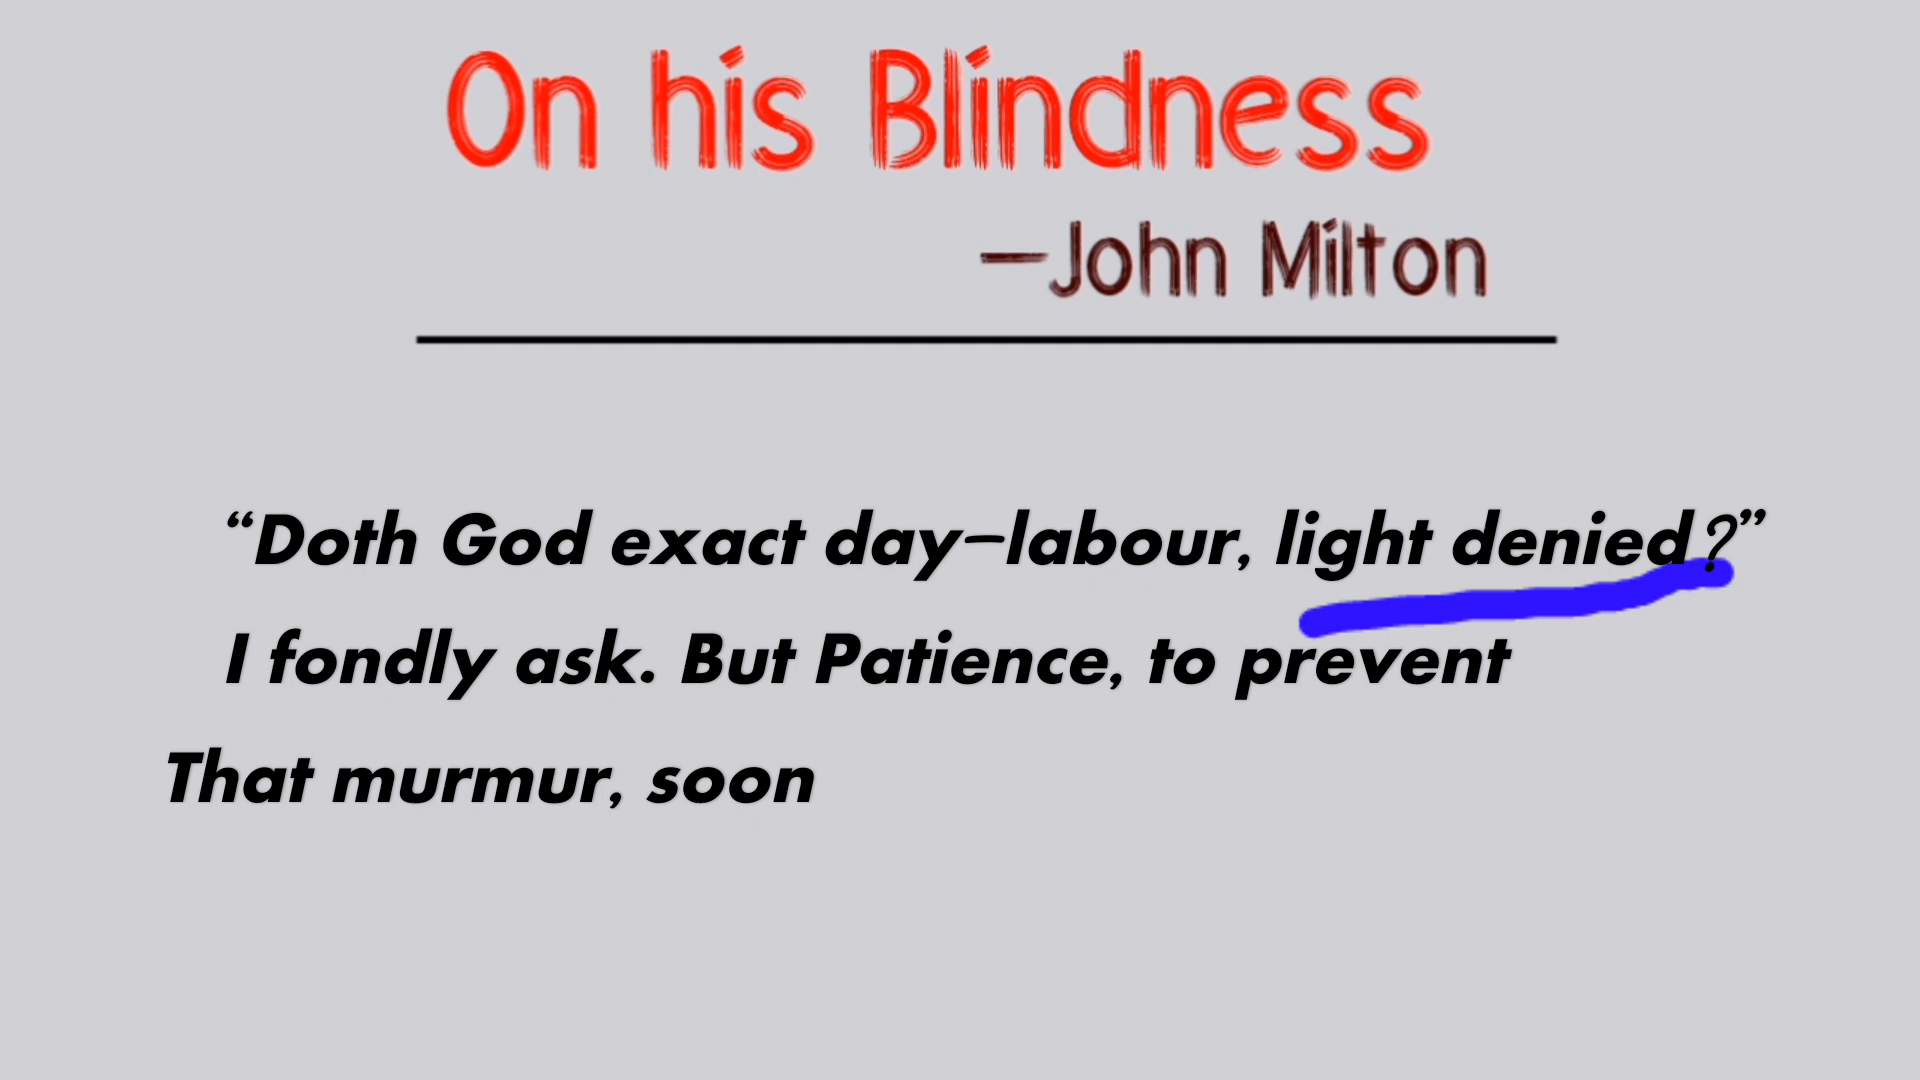 On his Blindness
—John Milton
“Doth God exact day–labour, light denied?”
I fondly ask. But Patience, to prevent
That murmur, soon